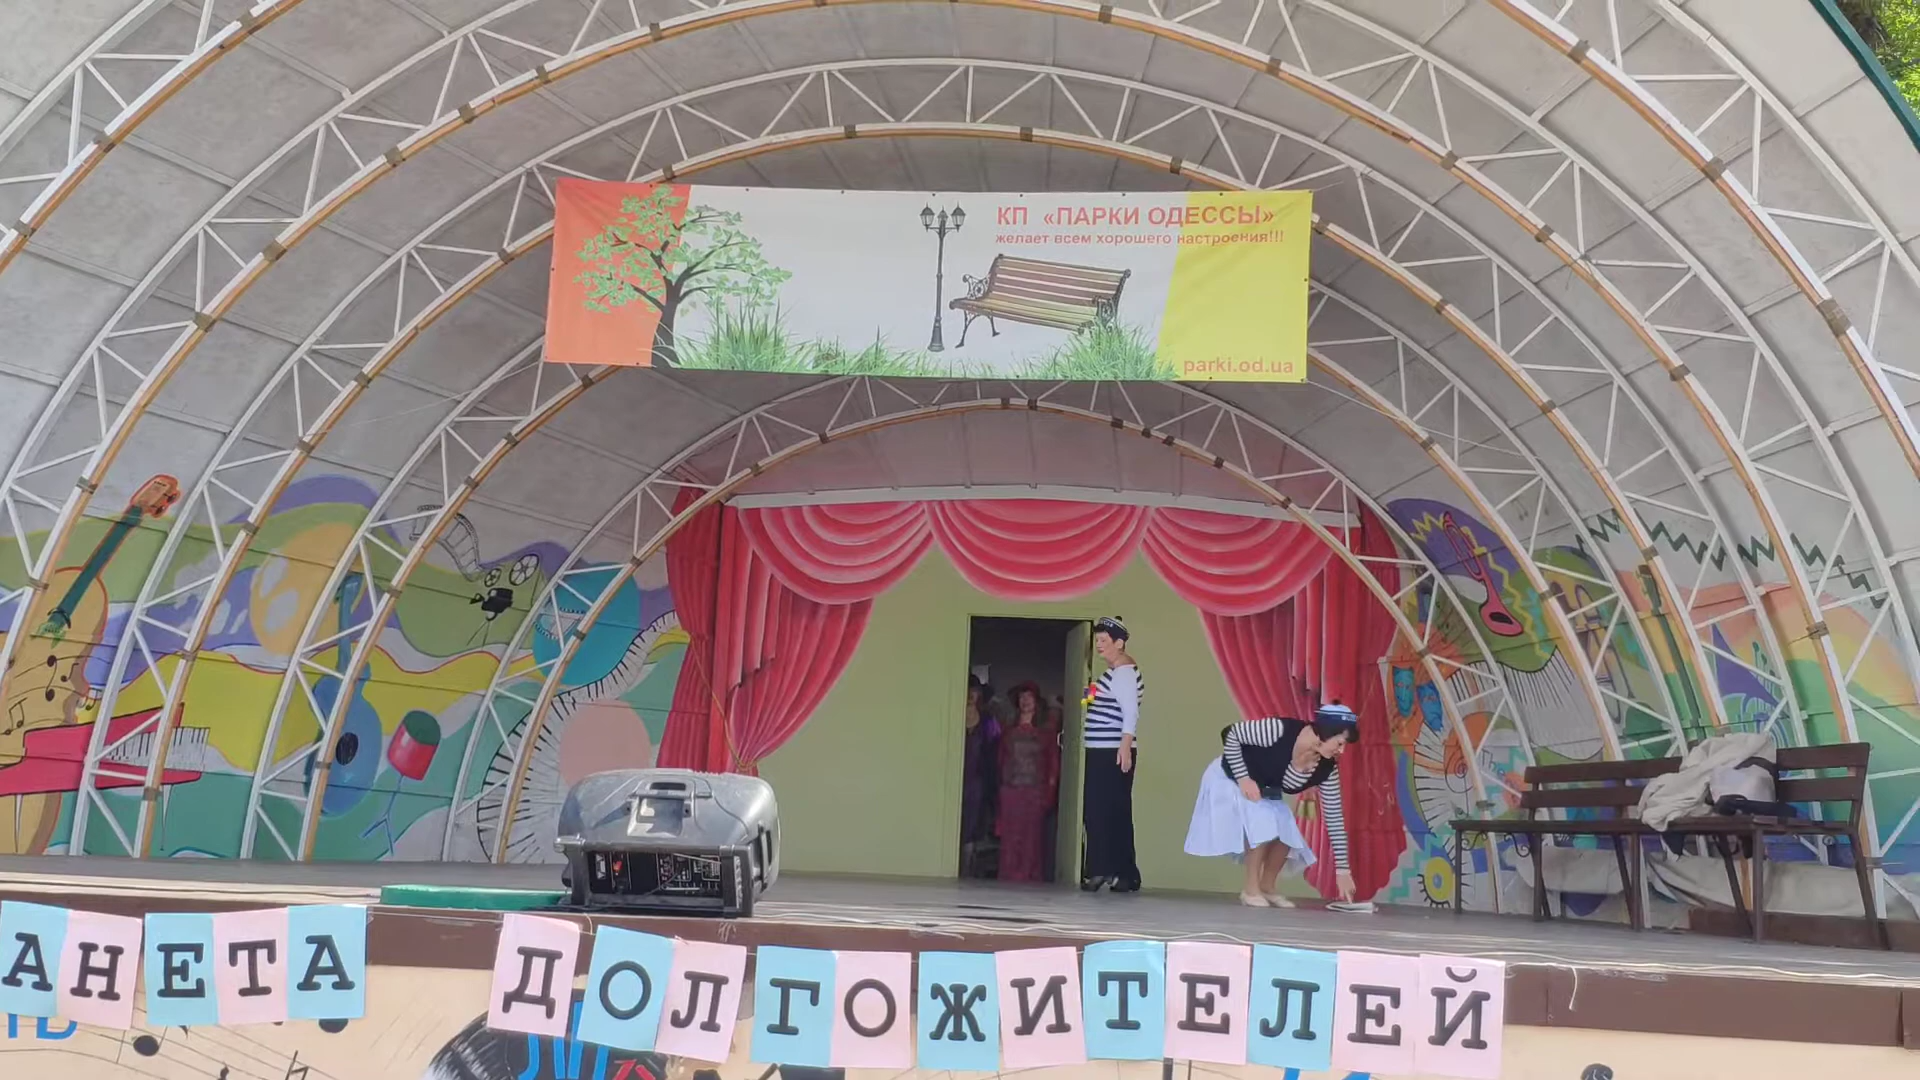 КП «ПАРКИ ОДЕССЫ»
желает всем хорошего настроения!!!
parki.od.ua
АНЕТА ДОЛГОЖИТЕЛЕЙ